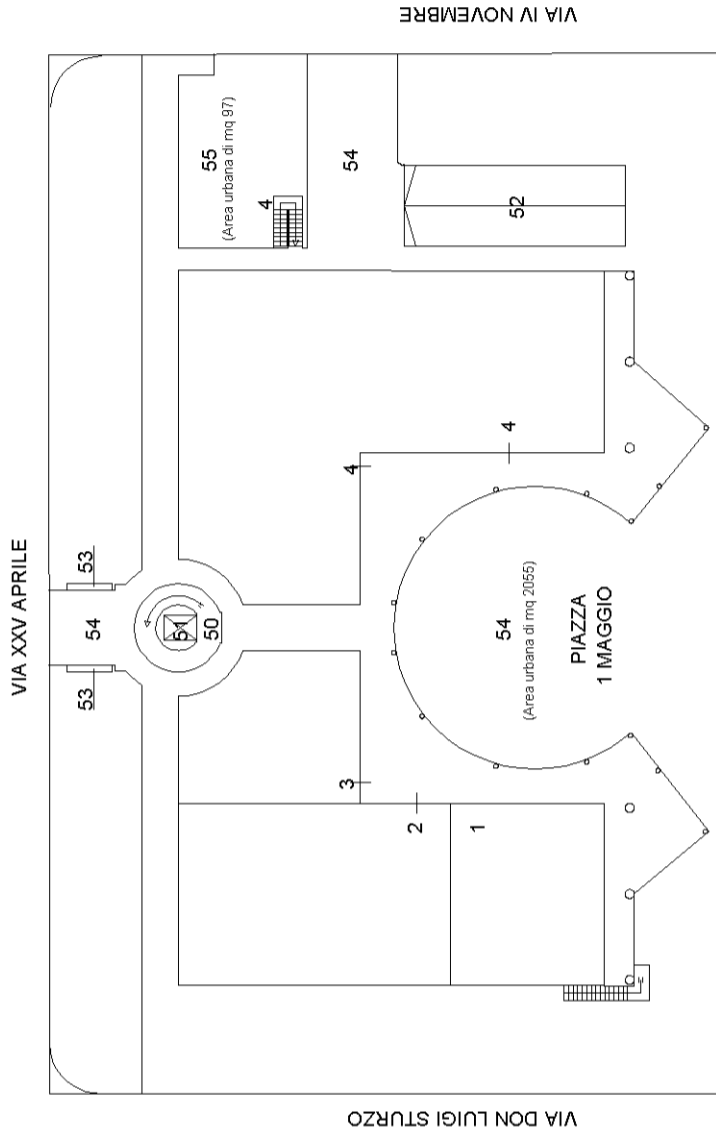 VIA XXV APRILE
53
54
53
51
50
55
(Area urbana di mq 97)
4
54
3
4
2
1
4
52
54
(Area urbana di mq 2055)
PIAZZA
1 MAGGIO
VIA DON LUIGI STURZO
VIA IV NOVEMBRE